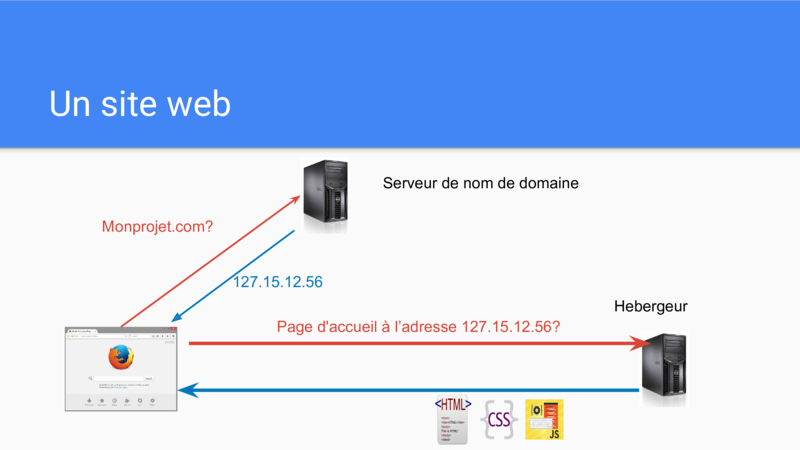 Un site web
Serveur de nom de domaine
Monprojet.com?
127.15.12.56
Hebergeur
Page d'accueil à l’adresse 127.15.12.56?
<HTML>
{CSS}
JS